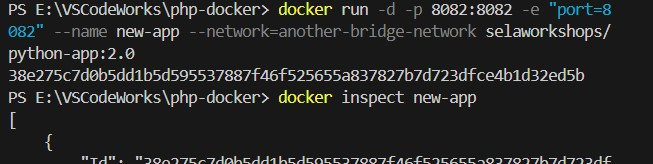 PS E:\VSCodeWorks\php-docker> docker run -d -p 8082:8082 -e "port=8
082" --name new-app --network=another-bridge-network selaworkshops/
python-app:2.0
38e275c7d0b5dd1b5d595537887f46f525655a837827b7d723dfce4b1d32ed5b
PS E:\VSCodeWorks\php-docker> docker inspect new-app
[
    {
        "Id": "38e275c7d0b5dd1b5d595537887f46f525655a837827b7d723df